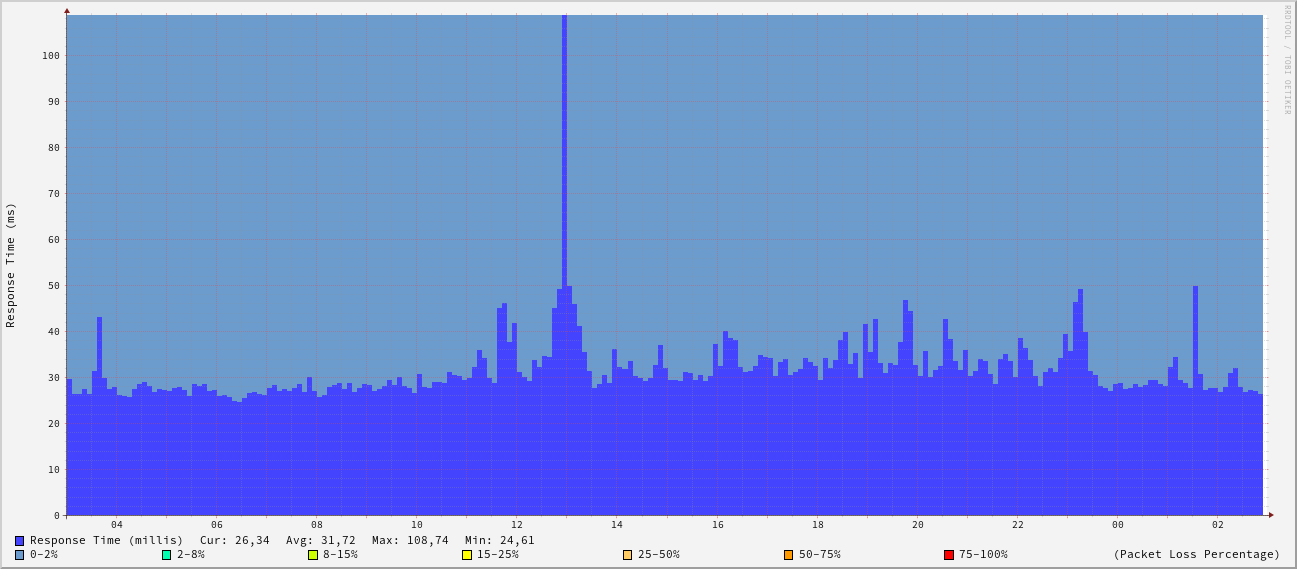 RRDTOOL / TOBI OETIKER
Response Time (ms)
100
90
80
70
60
50
40
30
20
10
0
04 06 08 10 12 14 16 18 20 22 00 02
Response Time (millis) Cur: 26,34 Avg: 31,72 Max: 108,74 Min: 24,61
0-2% 2-8% 8-15% 15-25% 25-50% 50-75% 75-100% (Packet Loss Percentage)